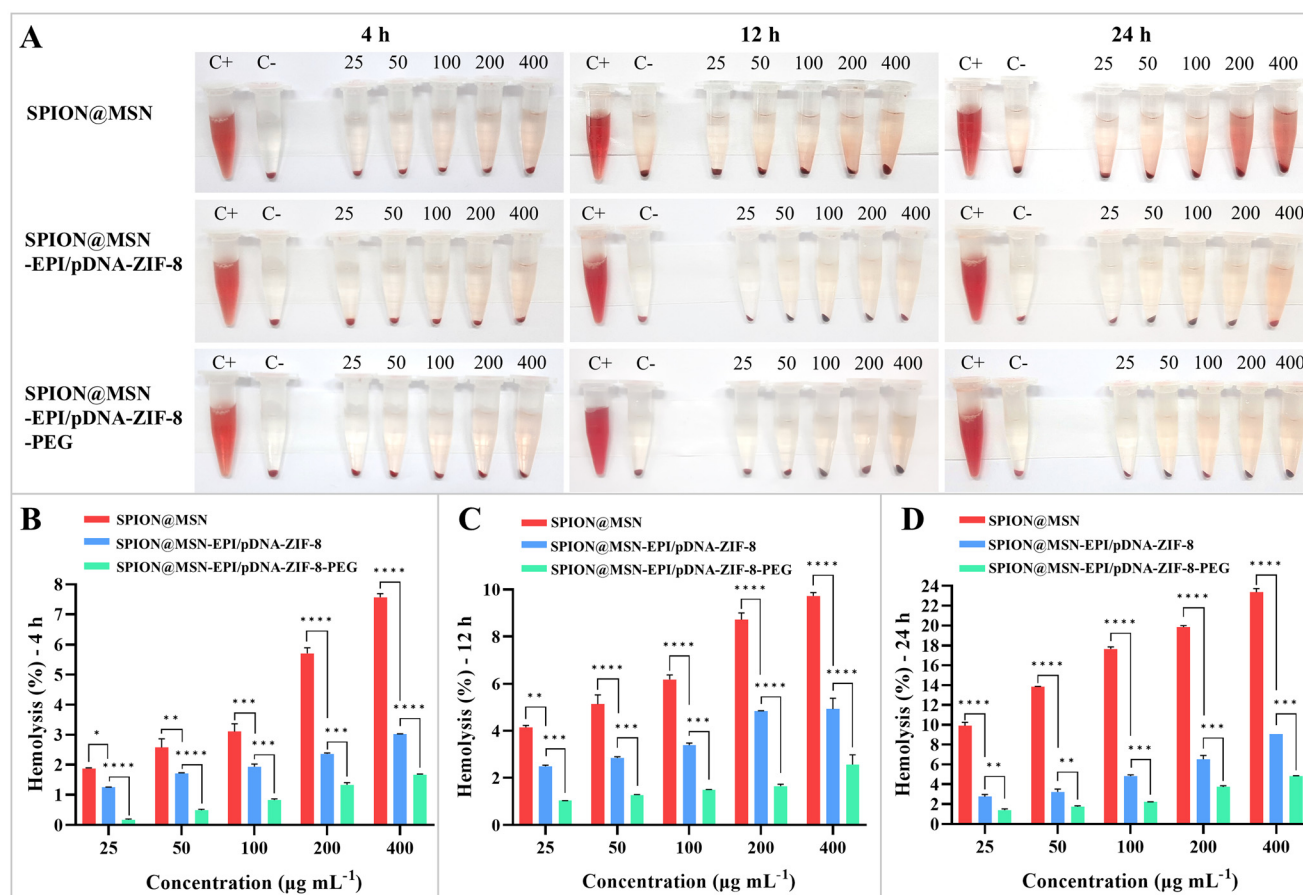 A
4 h
12 h
24 h
C+ C- 25 50 100 200 400
C+ C- 25 50 100 200 400
C+ C- 25 50 100 200 400
SPION@MSN
C+ C- 25 50 100 200 400
C+ C- 25 50 100 200 400
C+ C- 25 50 100 200 400
SPION@MSN
-EPI/pDNA-ZIF-8
C+ C- 25 50 100 200 400
C+ C- 25 50 100 200 400
C+ C- 25 50 100 200 400
SPION@MSN
-EPI/pDNA-ZIF-8
-PEG
B
SPION@MSN
SPION@MSN-EPI/pDNA-ZIF-8
SPION@MSN-EPI/pDNA-ZIF-8-PEG
Hemolysis (%) - 4 h
8
7
6
5
4
3
2
1
0
* **** ** **** *** *** **** *** **** ****
25 50 100 200 400
Concentration (µg mL⁻¹)
C
SPION@MSN
SPION@MSN-EPI/pDNA-ZIF-8
SPION@MSN-EPI/pDNA-ZIF-8-PEG
Hemolysis (%) - 12 h
10
8
6
4
2
0
** *** **** *** **** *** **** **** **** ****
25 50 100 200 400
Concentration (µg mL⁻¹)
D
SPION@MSN
SPION@MSN-EPI/pDNA-ZIF-8
SPION@MSN-EPI/pDNA-ZIF-8-PEG
Hemolysis (%) - 24 h
24
22
20
18
16
14
12
10
8
6
4
2
0
**** ** **** ** **** *** **** *** **** ***
25 50 100 200 400
Concentration (µg mL⁻¹)